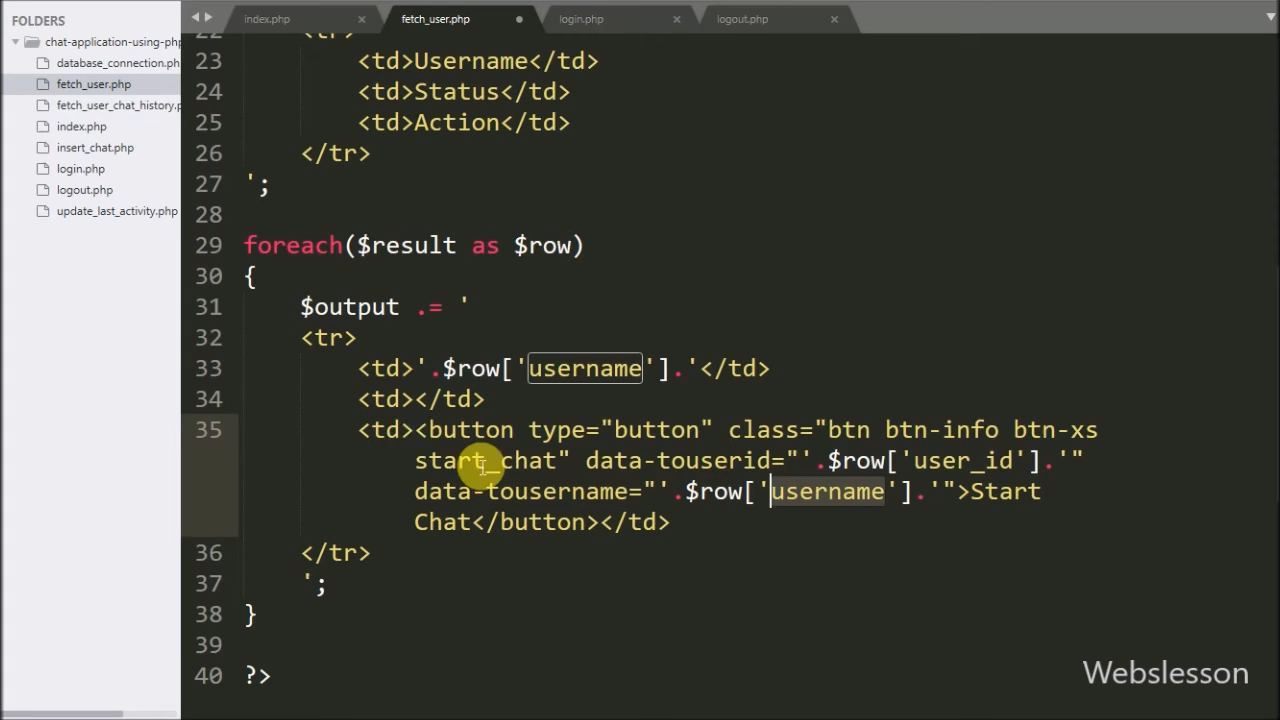 FOLDERS
chat-application-using-php
database_connection.ph
fetch_user.php
fetch_user_chat_history.p
index.php
insert_chat.php
login.php
logout.php
update_last_activity.php
index.php
fetch_user.php
login.php
logout.php
22 <tr>
23 <td>Username</td>
24 <td>Status</td>
25 <td>Action</td>
26 </tr>
27 ';
28
29 foreach($result as $row)
30 {
31 $output .= '
32 <tr>
33 <td>'.$row['username'].'</td>
34 <td></td>
35 <td><button type="button" class="btn btn-info btn-xs
start_chat" data-touserid="'.$row['user_id'].'"
data-tousername="'.$row['username'].'">Start
Chat</button></td>
36 </tr>
37 ';
38 }
39
40 ?>
Webslesson